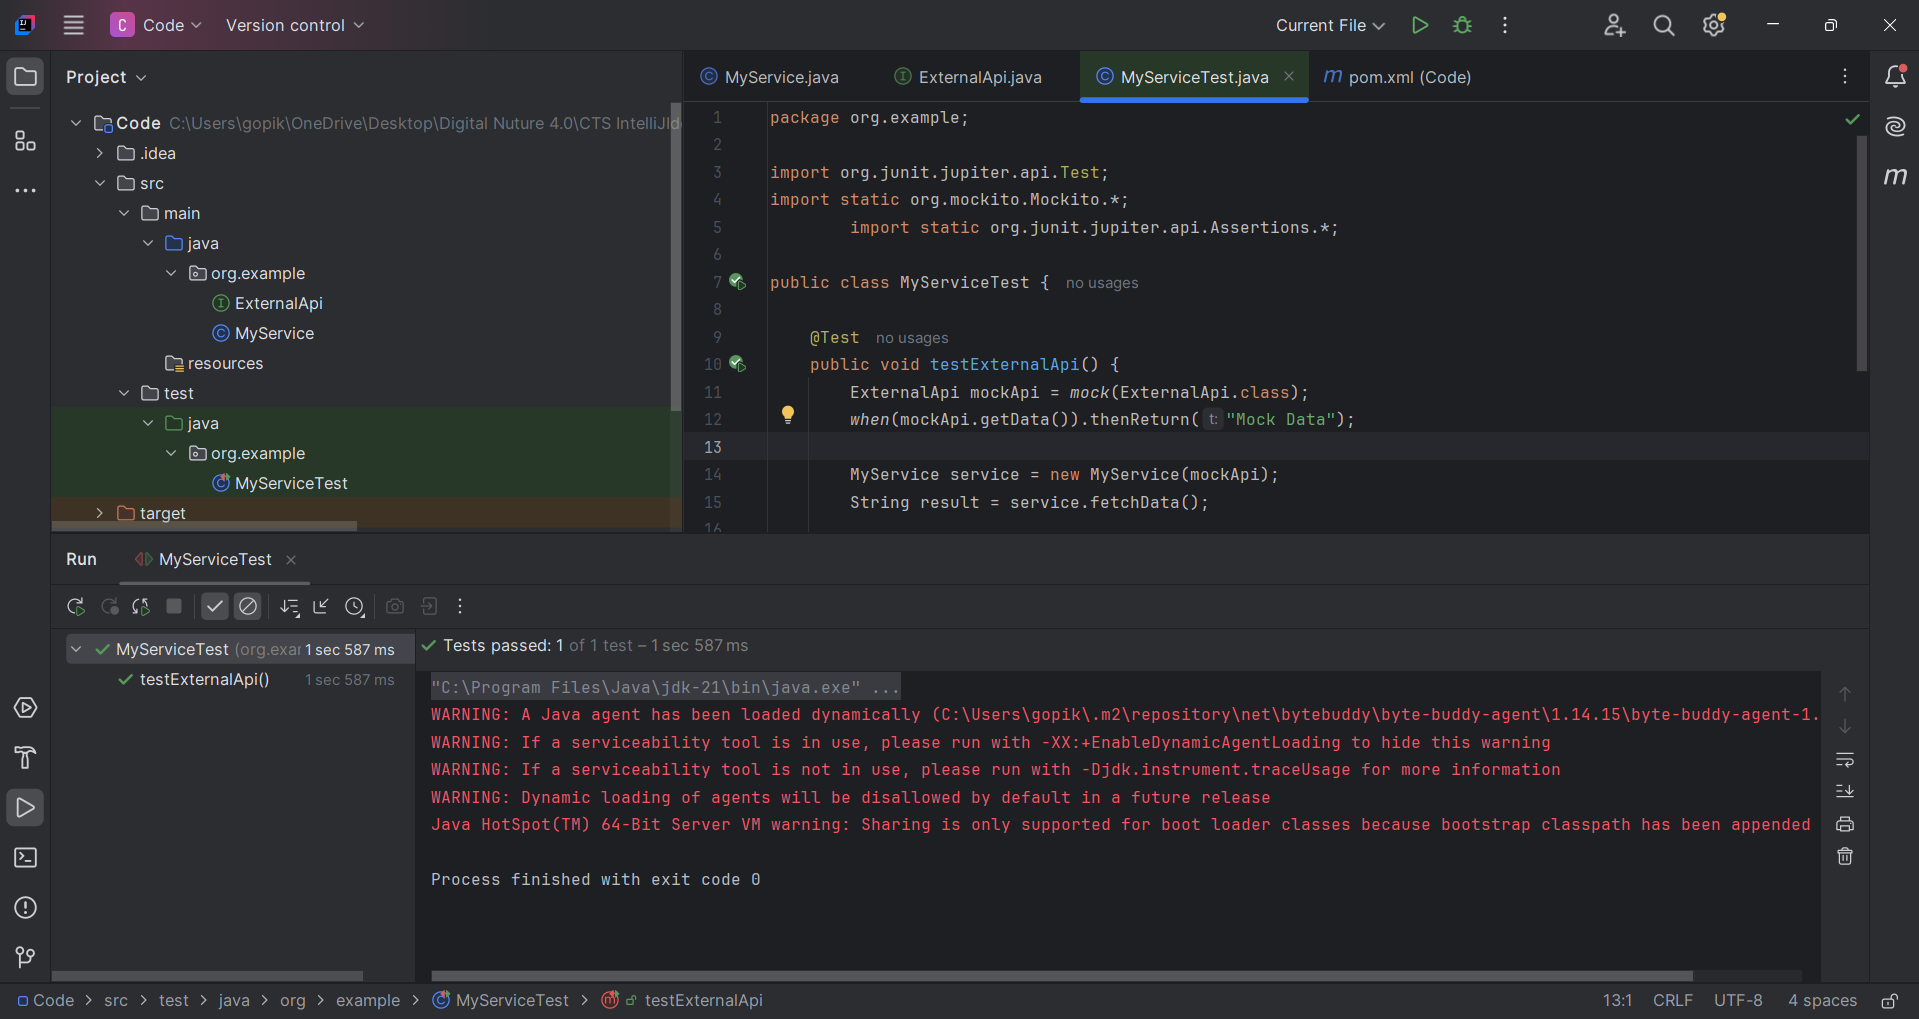 C Code Version control Current File
Project
Code C:\Users\gopik\OneDrive\Desktop\Digital Nuture 4.0\CTS IntelliJIde
.idea
src
main
java
org.example
ExternalApi
MyService
resources
test
java
org.example
MyServiceTest
target
MyService.java ExternalApi.java MyServiceTest.java pom.xml (Code)
1 package org.example;
2
3 import org.junit.jupiter.api.Test;
4 import static org.mockito.Mockito.*;
5 import static org.junit.jupiter.api.Assertions.*;
6
7 public class MyServiceTest { no usages
8
9 @Test no usages
10 public void testExternalApi() {
11 ExternalApi mockApi = mock(ExternalApi.class);
12 when(mockApi.getData()).thenReturn( t: "Mock Data");
13
14 MyService service = new MyService(mockApi);
15 String result = service.fetchData();
16
Run MyServiceTest
MyServiceTest (org.exar 1 sec 587 ms
testExternalApi() 1 sec 587 ms
Tests passed: 1 of 1 test – 1 sec 587 ms
"C:\Program Files\Java\jdk-21\bin\java.exe" ...
WARNING: A Java agent has been loaded dynamically (C:\Users\gopik\.m2\repository\net\bytebuddy\byte-buddy-agent\1.14.15\byte-buddy-agent-1.
WARNING: If a serviceability tool is in use, please run with -XX:+EnableDynamicAgentLoading to hide this warning
WARNING: If a serviceability tool is not in use, please run with -Djdk.instrument.traceUsage for more information
WARNING: Dynamic loading of agents will be disallowed by default in a future release
Java HotSpot(TM) 64-Bit Server VM warning: Sharing is only supported for boot loader classes because bootstrap classpath has been appended
Process finished with exit code 0
Code > src > test > java > org > example > MyServiceTest > testExternalApi 13:1 CRLF UTF-8 4 spaces